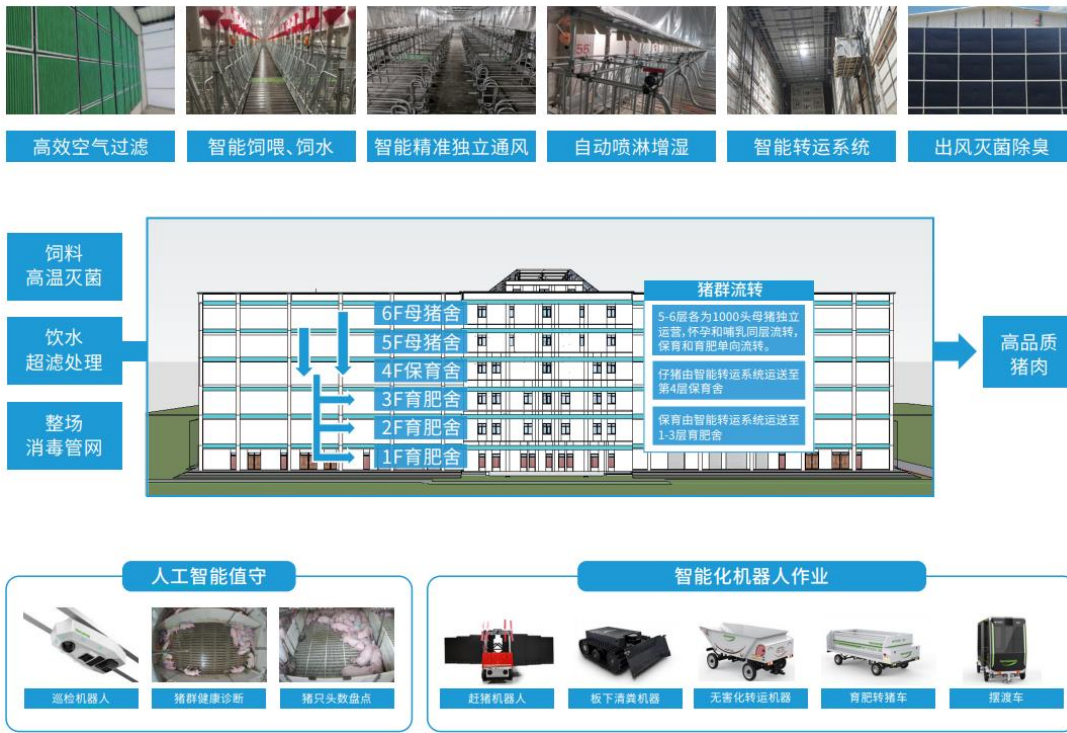 高效空气过滤
智能饲喂、饲水
智能精准独立通风
自动喷淋增湿
智能转运系统
出风灭菌除臭
饲料
高温灭菌
饮水
超滤处理
整场
消毒管网
6F母猪舍
5F母猪舍
4F保育舍
3F育肥舍
2F育肥舍
1F育肥舍
猪群流转
5-6层各为1000头母猪独立
运营，怀孕和哺乳同层流转，
保育和育肥单向流转。
仔猪由智能转运系统运送至
第4层保育舍
保育由智能转运系统运送至
1-3层育肥舍
高品质
猪肉
人工智能值守
巡检机器人
猪群健康诊断
猪只头数盘点
智能化机器人作业
赶猪机器人
板下清粪机器
无害化转运机器
育肥转猪车
摆渡车